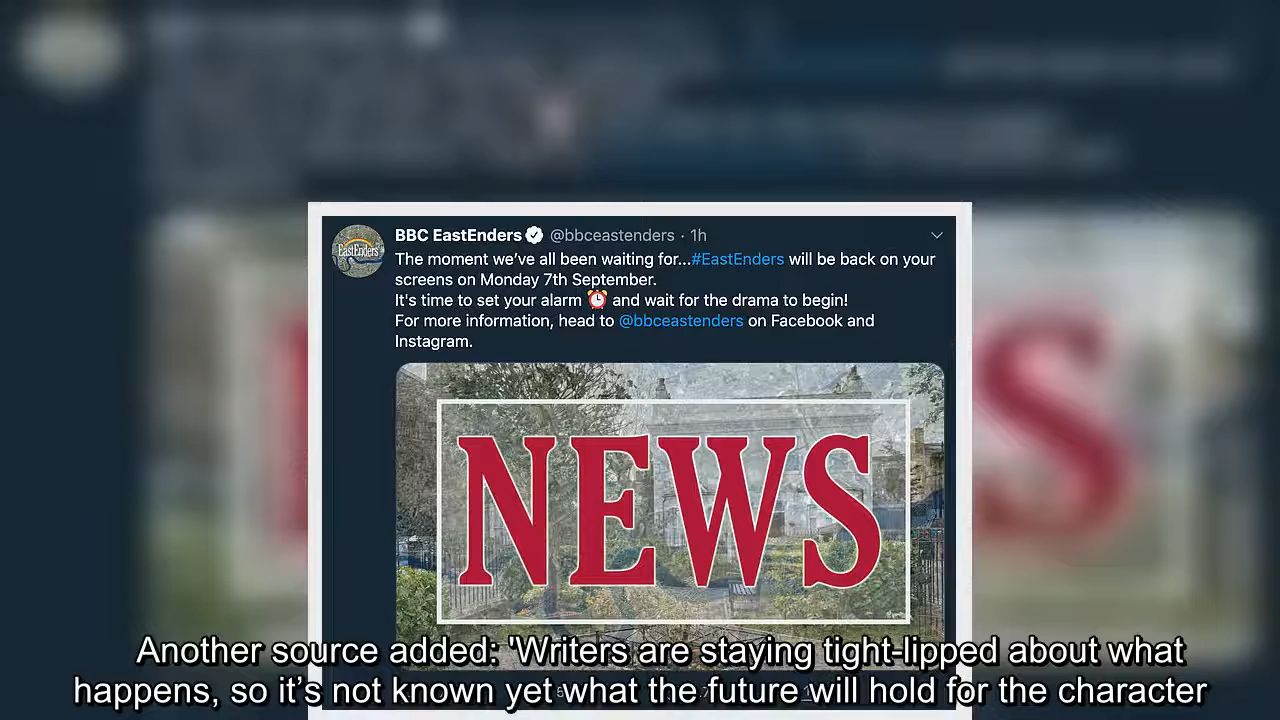 BBC EastEnders @bbceastenders · 1h
EastEnders
The moment we've all been waiting for...#EastEnders will be back on your
screens on Monday 7th September.
It's time to set your alarm ⏰ and wait for the drama to begin!
For more information, head to @bbceastenders on Facebook and
Instagram.
NEWS
Another source added: 'Writers are staying tight-lipped about what
happens, so it’s not known yet what the future will hold for the character